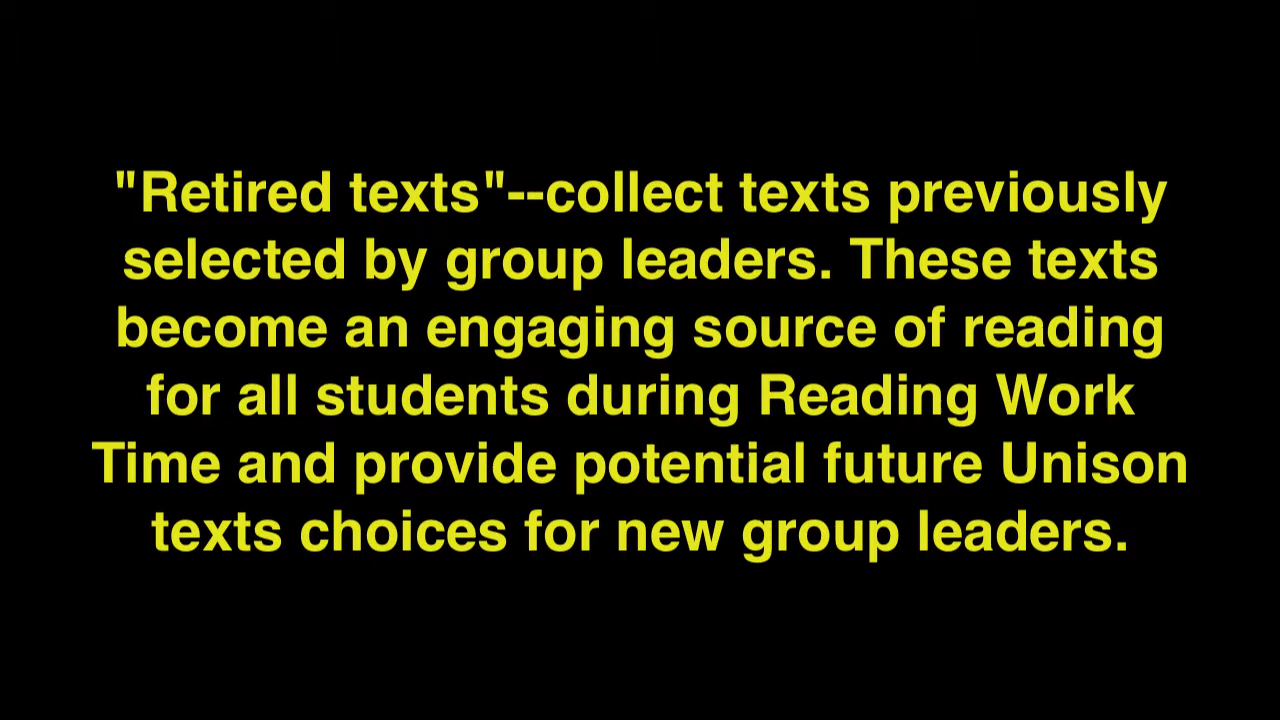 "Retired texts"--collect texts previously
selected by group leaders. These texts
become an engaging source of reading
for all students during Reading Work
Time and provide potential future Unison
texts choices for new group leaders.